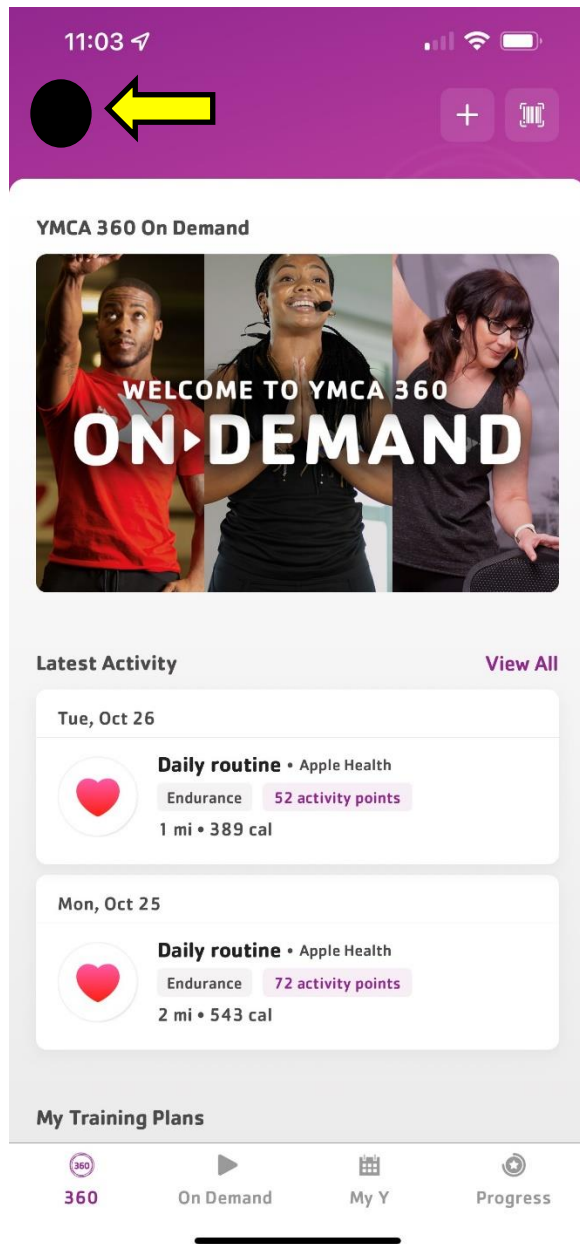 11:03
YMCA 360 On Demand
WELCOME TO YMCA 360
ON DEMAND
Latest Activity View All
Tue, Oct 26
Daily routine • Apple Health
Endurance 52 activity points
1 mi • 389 cal
Mon, Oct 25
Daily routine • Apple Health
Endurance 72 activity points
2 mi • 543 cal
My Training Plans
360
360 On Demand My Y Progress